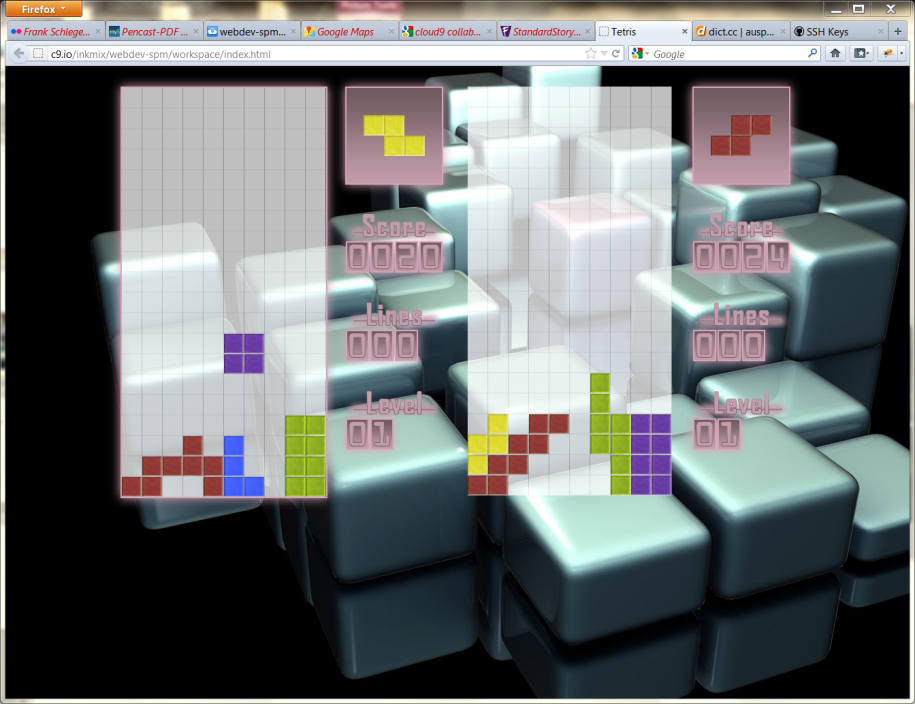 Firefox
Frank Schlege...
Pencast-PDF ...
webdev-spm...
Google Maps
cloud9 collab...
StandardStory...
Tetris
dict.cc | auusp...
SSH Keys
c9.io/inkmix/webdev-spm/workspace/index.html
Google
Score
0020
Lines
000
Level
01
Score
0024
Lines
000
Level
01